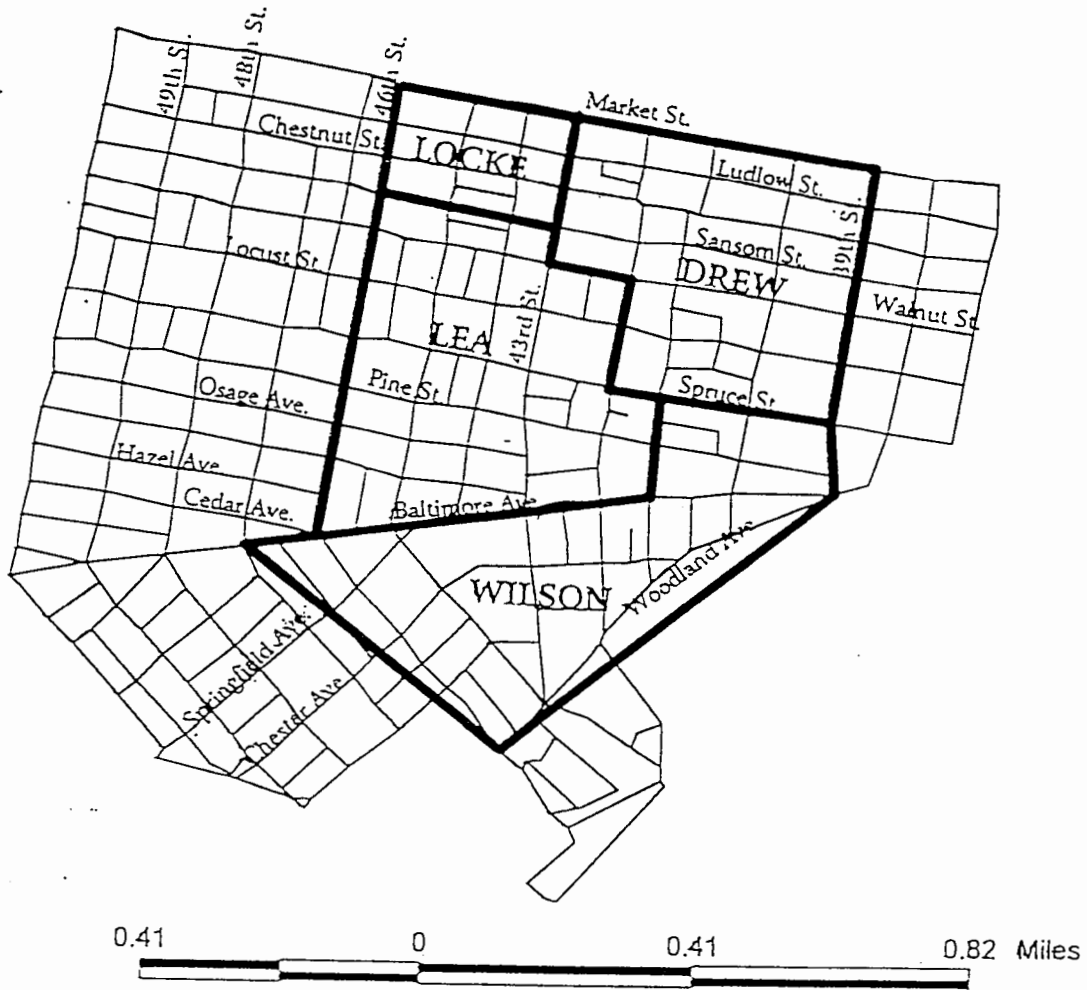 49th S.
48th St.
46th St.
Market St.
Chestnut St.
LOCKE
Ludlow St.
39th St.
Sansom St.
Locust St.
DREW
Walnut St.
43rd St.
LEA
Pine St.
Spruce St.
Osage Ave.
Hazel Ave
Cedar Ave.
Baltimore Ave
WILSON
Woodland Ave
Springfield Ave.
Chester Ave
0.41 0 0.41 0.82 Miles